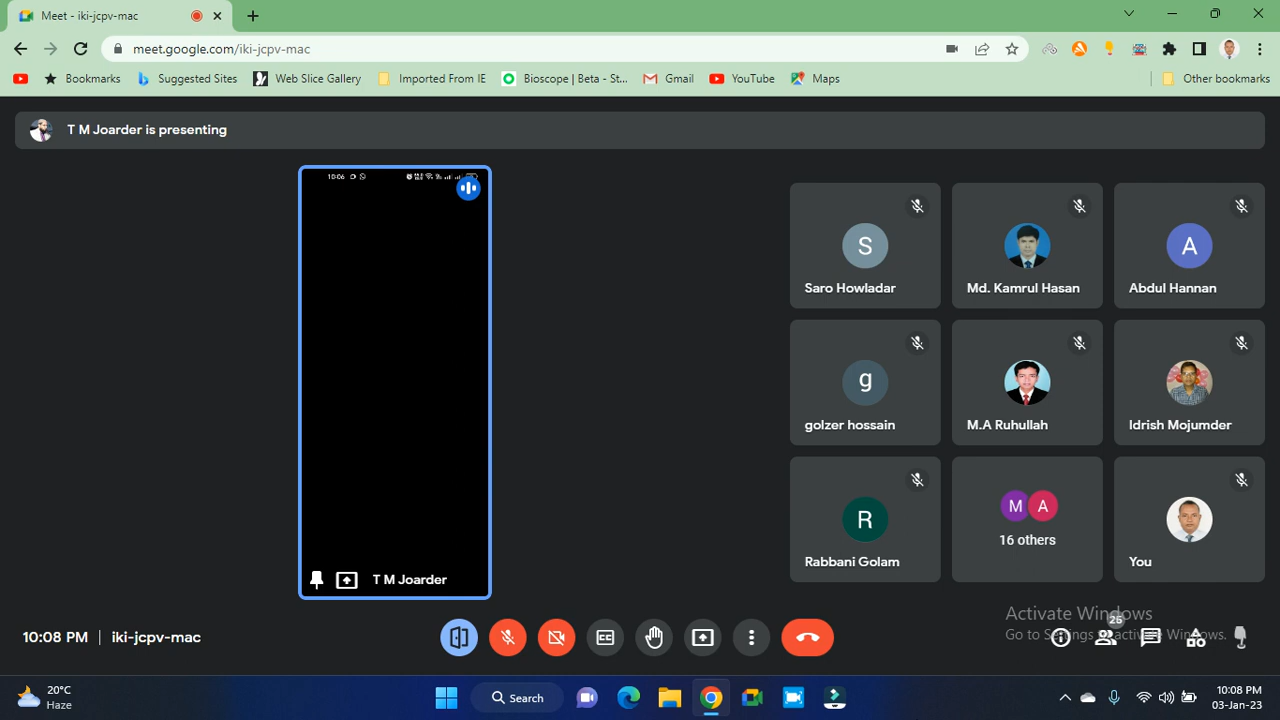 Meet - iki-jcpv-mac
meet.google.com/iki-jcpv-mac
Bookmarks
Suggested Sites
Web Slice Gallery
Imported From IE
Bioscope | Beta - St...
Gmail
YouTube
Maps
Other bookmarks
T M Joarder is presenting
10:06
T M Joarder
S
Saro Howladar
Md. Kamrul Hasan
A
Abdul Hannan
g
golzer hossain
M.A Ruhullah
Idrish Mojumder
R
Rabbani Golam
M A
16 others
You
10:08 PM | iki-jcpv-mac
CC
25
Activate Windows
Go to Settings to activate Windows.
20°C
Haze
Search
10:08 PM
03-Jan-23